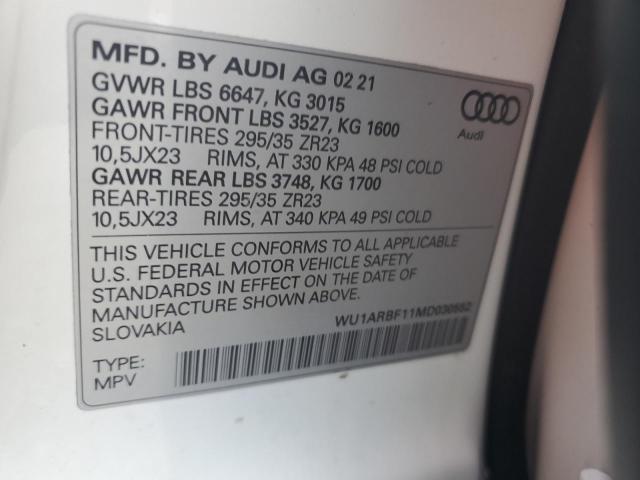 MFD. BY AUDI AG 02 21
GVWR LBS 6647, KG 3015
GAWR FRONT LBS 3527, KG 1600
FRONT-TIRES 295/35 ZR23
10,5JX23 RIMS, AT 330 KPA 48 PSI COLD
GAWR REAR LBS 3748, KG 1700
REAR-TIRES 295/35 ZR23
10,5JX23 RIMS, AT 340 KPA 49 PSI COLD
Audi
THIS VEHICLE CONFORMS TO ALL APPLICABLE
U.S. FEDERAL MOTOR VEHICLE SAFETY
STANDARDS IN EFFECT ON THE DATE OF
MANUFACTURE SHOWN ABOVE.
SLOVAKIA
WU1ARBF11MD030552
TYPE:
MPV